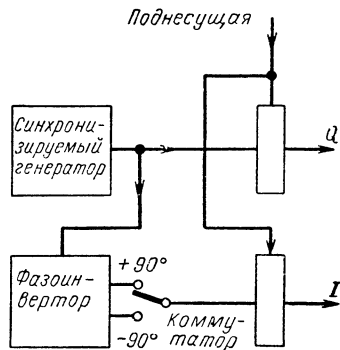 Поднесущая
Синхрони-
зируемый
генератор
Q
Фазоин-
вертор
+90°
-90°
Комму-
татор
I